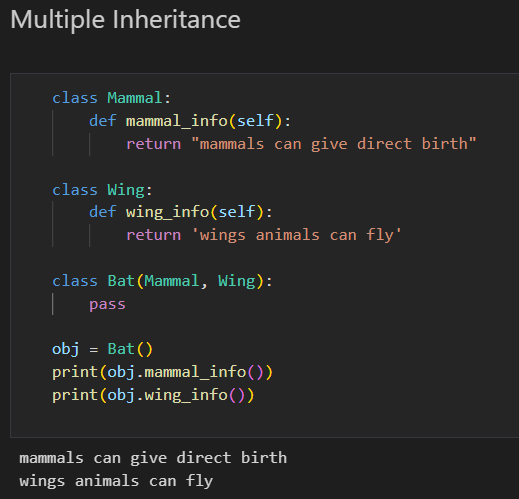 Multiple Inheritance
class Mammal:
    def mammal_info(self):
        return "mammals can give direct birth"
class Wing:
    def wing_info(self):
        return 'wings animals can fly'
class Bat(Mammal, Wing):
    pass
obj = Bat()
print(obj.mammal_info())
print(obj.wing_info())
mammals can give direct birth
wings animals can fly